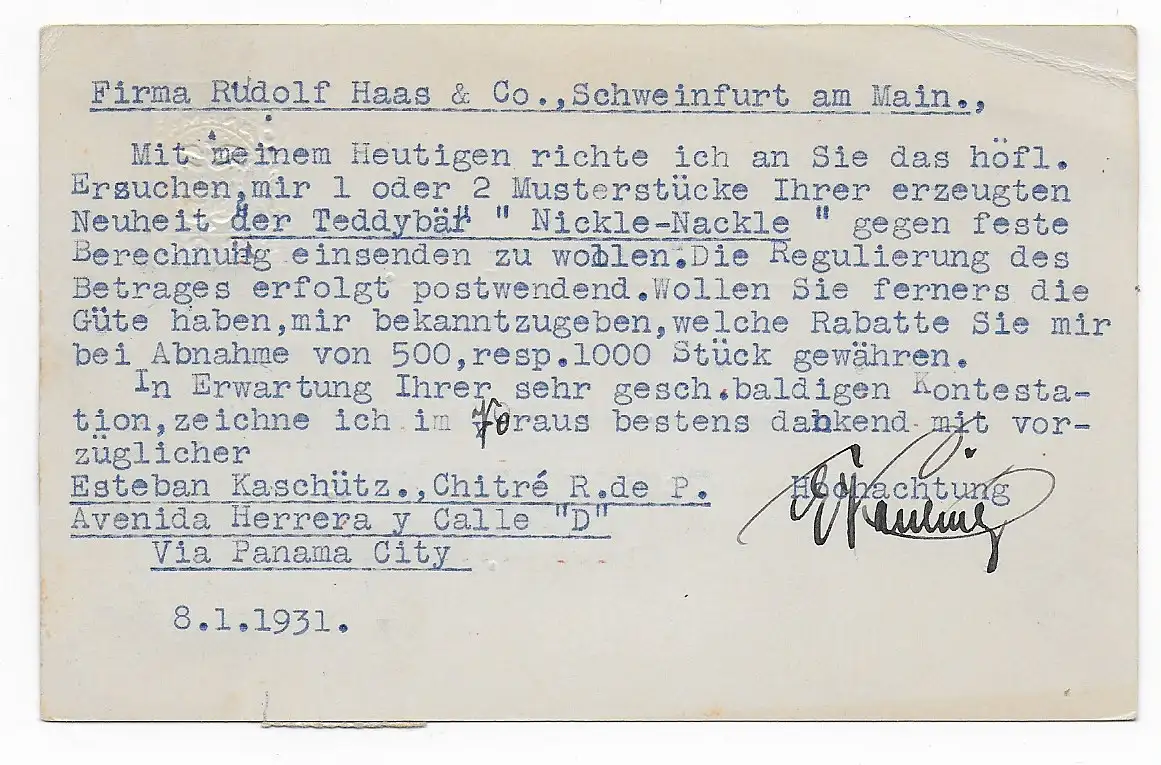 Firma Rudolf Haas & Co.,Schweinfurt am Main.,
Mit meinem Heutigen richte ich an Sie das höfl.
Ersuchen,mir 1 oder 2 Musterstücke Ihrer erzeugten
Neuheit "der Teddybär" " Nickle-Nackle " gegen feste
Berechnung einsenden zu wollen.Die Regulierung des
Betrages erfolgt postwendend.Wollen Sie ferners die
Güte haben,mir bekanntzugeben,welche Rabatte Sie mir
bei Abnahme von 500,resp.1000 Stück gewähren.
In Erwartung Ihrer sehr gesch.baldigen Kontesta-
tion,zeichne ich im Voraus bestens dankend mit vor-
züglicher
Esteban Kaschütz.,Chitré R.de P. Hochachtung
Avenida Herrera y Calle "D"
Via Panama City
8.1.1931.